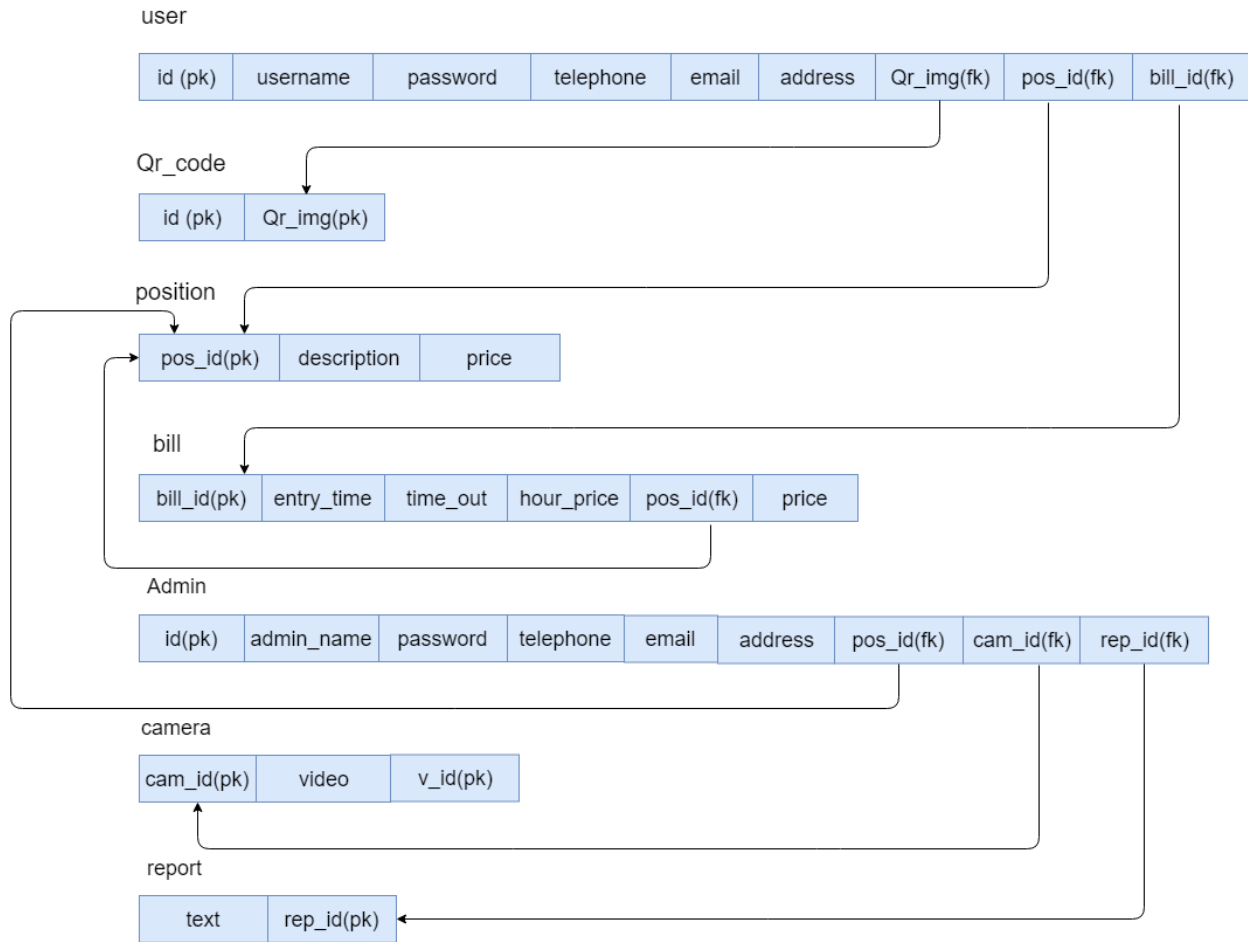 user
id (pk) username password telephone email address Qr_img(fk) pos_id(fk) bill_id(fk)
Qr_code
id (pk) Qr_img(pk)
position
pos_id(pk) description price
bill
bill_id(pk) entry_time time_out hour_price pos_id(fk) price
Admin
id(pk) admin_name password telephone email address pos_id(fk) cam_id(fk) rep_id(fk)
camera
cam_id(pk) video v_id(pk)
report
text rep_id(pk)